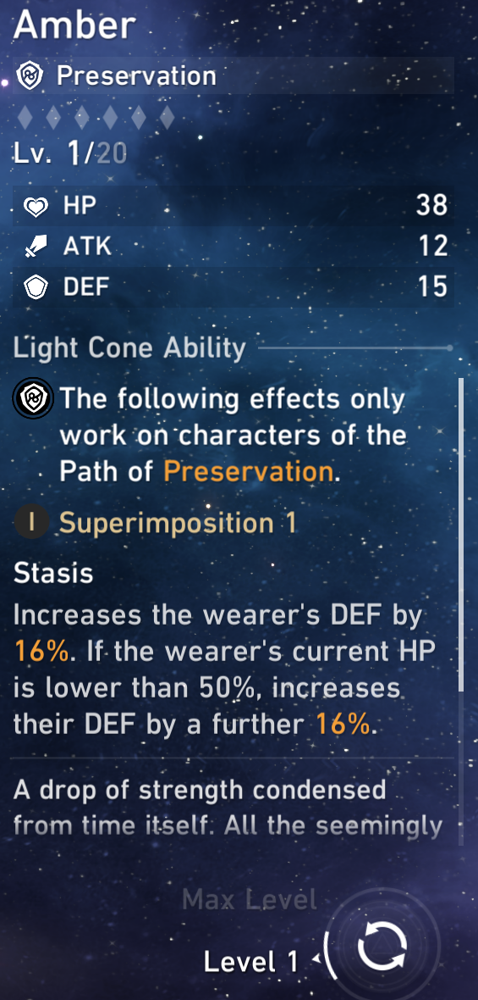 Amber
Preservation
Lv. 1/20
HP 38
ATK 12
DEF 15
Light Cone Ability
The following effects only
work on characters of the
Path of Preservation.
I Superimposition 1
Stasis
Increases the wearer's DEF by
16%. If the wearer's current HP
is lower than 50%, increases
their DEF by a further 16%.
A drop of strength condensed
from time itself. All the seemingly
Max Level
Level 1